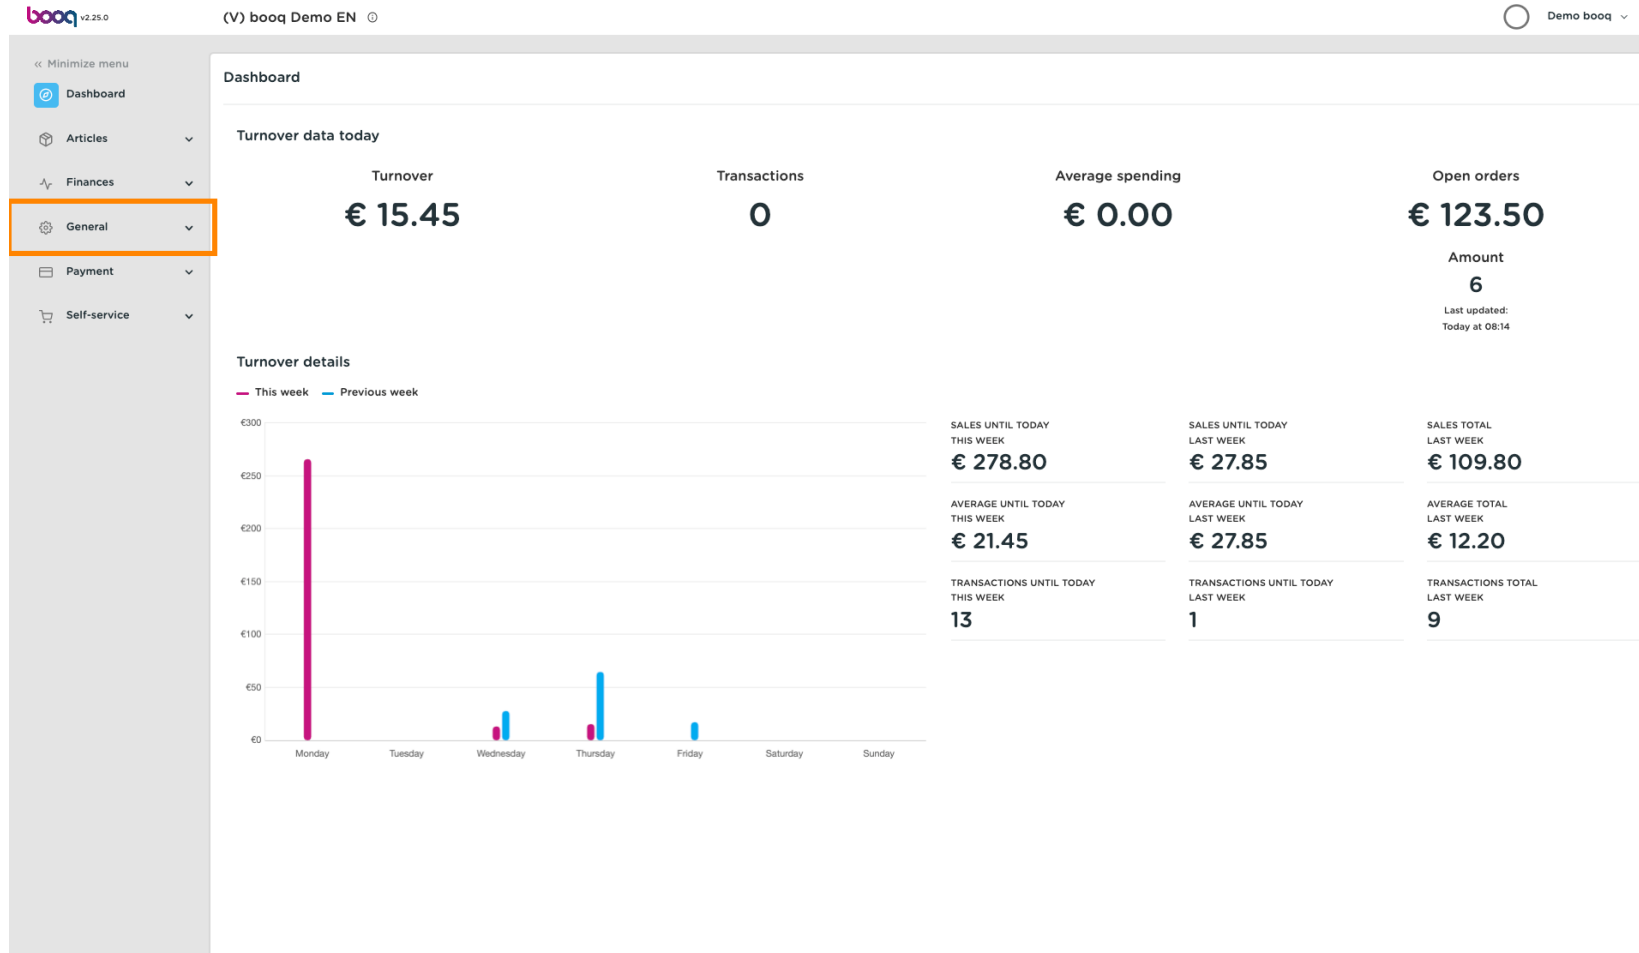 booq v2.25.0
(V) booq Demo EN
Demo booq
« Minimize menu
Dashboard
Articles
Finances
General
Payment
Self-service
Dashboard
Turnover data today
Turnover
€ 15.45
Transactions
0
Average spending
€ 0.00
Open orders
€ 123.50
Amount
6
Last updated:
Today at 08:14
Turnover details
This week
Previous week
€300
€250
€200
€150
€100
€50
€0
Monday
Tuesday
Wednesday
Thursday
Friday
Saturday
Sunday
SALES UNTIL TODAY
THIS WEEK
€ 278.80
SALES UNTIL TODAY
LAST WEEK
€ 27.85
SALES TOTAL
LAST WEEK
€ 109.80
AVERAGE UNTIL TODAY
THIS WEEK
€ 21.45
AVERAGE UNTIL TODAY
LAST WEEK
€ 27.85
AVERAGE TOTAL
LAST WEEK
€ 12.20
TRANSACTIONS UNTIL TODAY
THIS WEEK
13
TRANSACTIONS UNTIL TODAY
LAST WEEK
1
TRANSACTIONS TOTAL
LAST WEEK
9